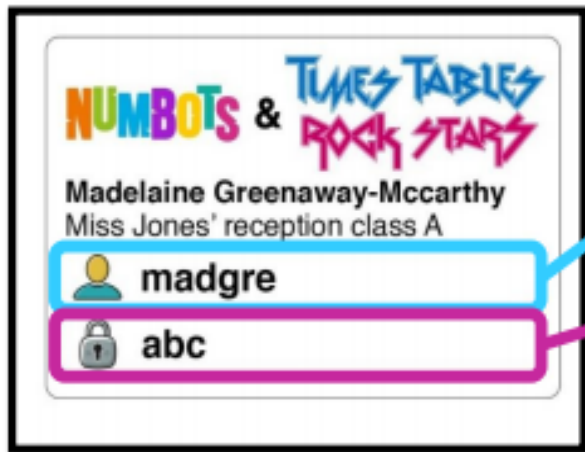 NUMBOTS & TIMES TABLES
ROCK STARS
Madelaine Greenaway-Mccarthy
Miss Jones' reception class A
madgre
abc